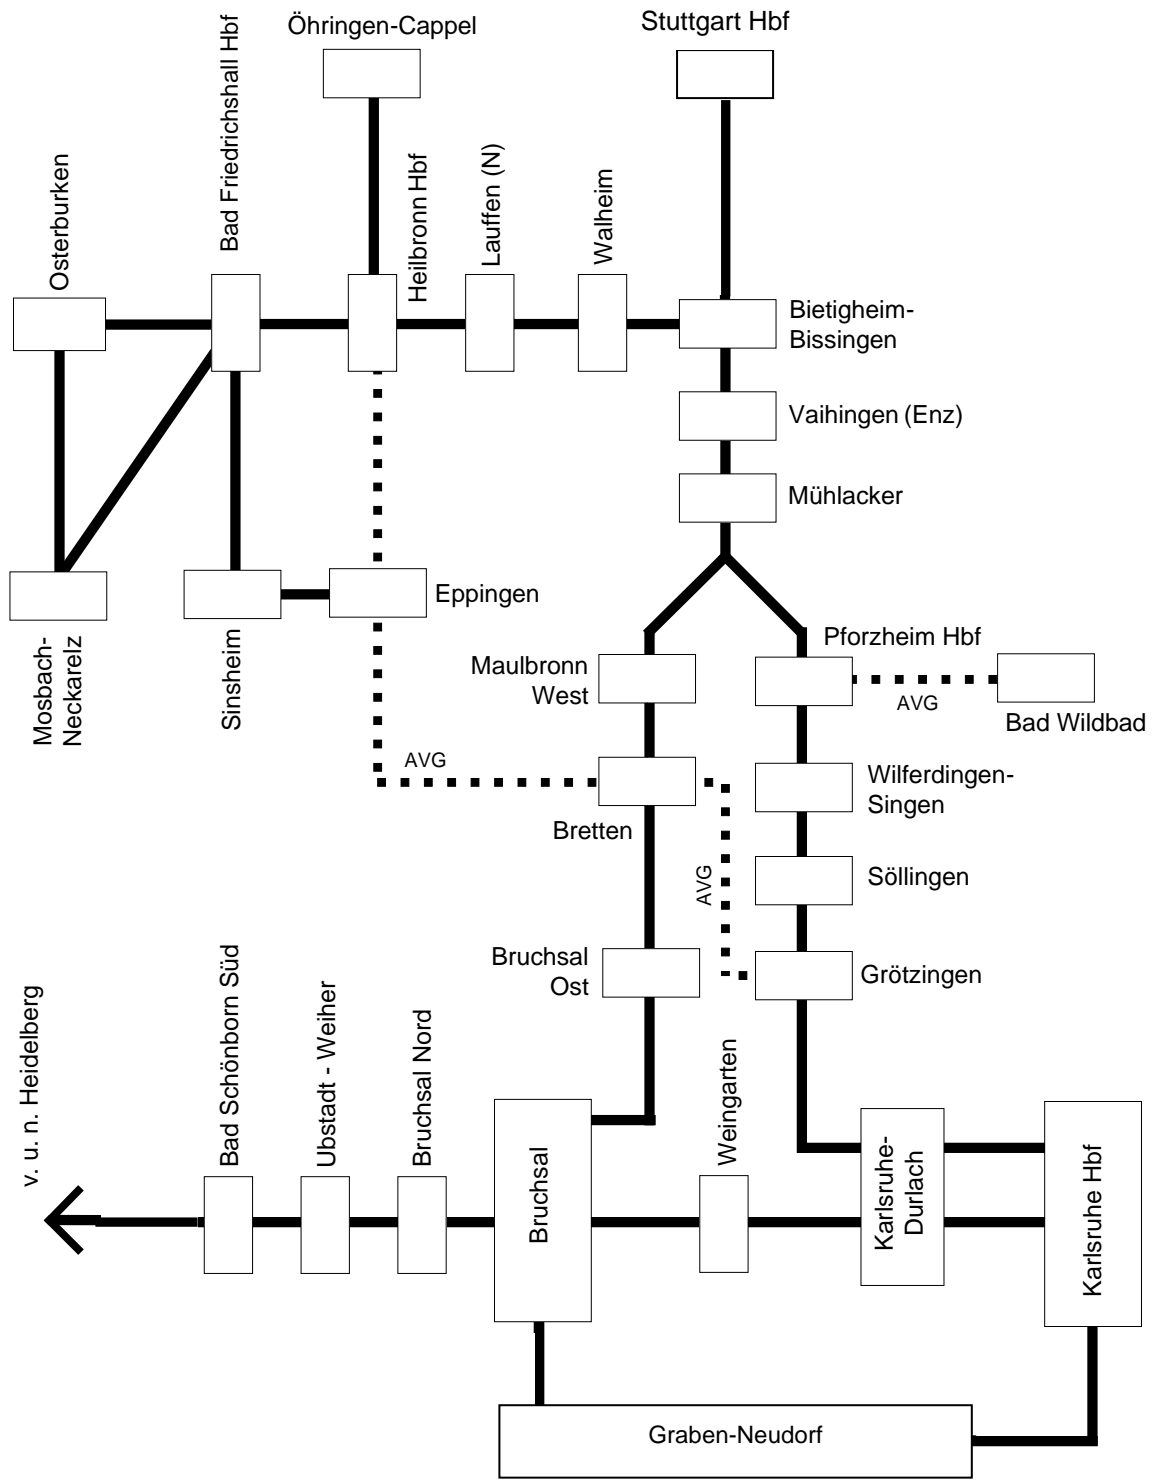 Öhringen-Cappel
Stuttgart Hbf
Bad Friedrichshall Hbf
Osterburken
Heilbronn Hbf
Lauffen (N)
Walheim
Bietigheim-
Bissingen
Vaihingen (Enz)
Mühlacker
Eppingen
Mosbach-
Neckarelz
Sinsheim
Maulbronn
West
Pforzheim Hbf
AVG
Bad Wildbad
AVG
Bretten
Wilferdingen-
Singen
AVG
Söllingen
Bruchsal
Ost
Grötzingen
v. u. n. Heidelberg
Bad Schönborn Süd
Ubstadt - Weiher
Bruchsal Nord
Bruchsal
Weingarten
Karlsruhe-
Durlach
Karlsruhe Hbf
Graben-Neudorf